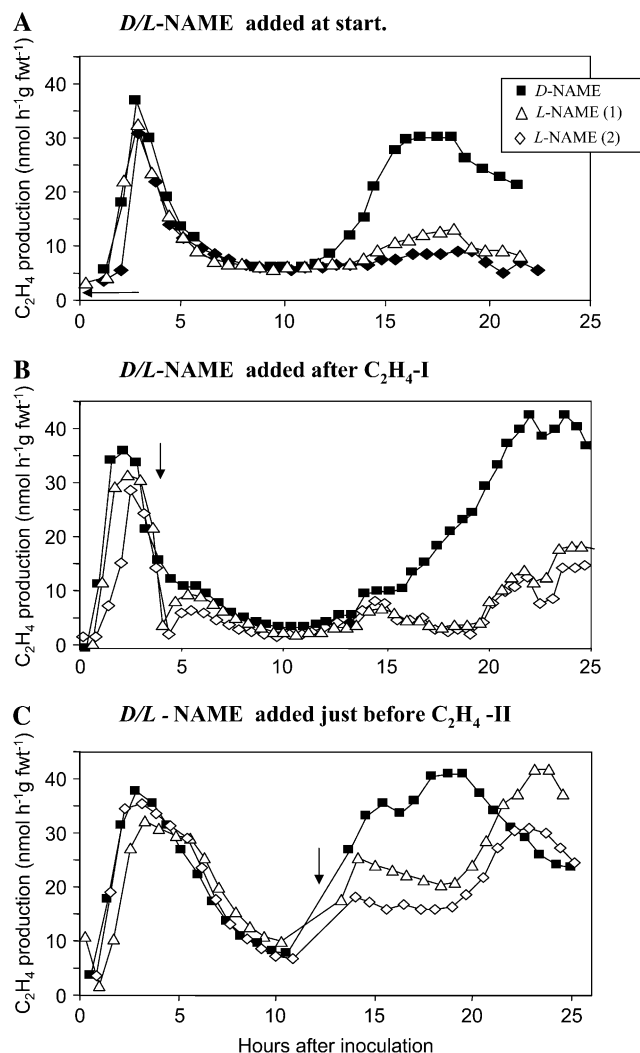 A D/L-NAME added at start.
C2H4 production (nmol h-1g fwt-1)
40
30
20
10
0
D-NAME
L-NAME (1)
L-NAME (2)
0 5 10 15 20 25
B D/L-NAME added after C2H4-I
C2H4 production (nmol h-1g fwt-1)
40
30
20
10
0
0 5 10 15 20 25
C D/L - NAME added just before C2H4 -II
C2H4 production (nmol h-1g fwt-1)
40
30
20
10
0
0 5 10 15 20 25
Hours after inoculation